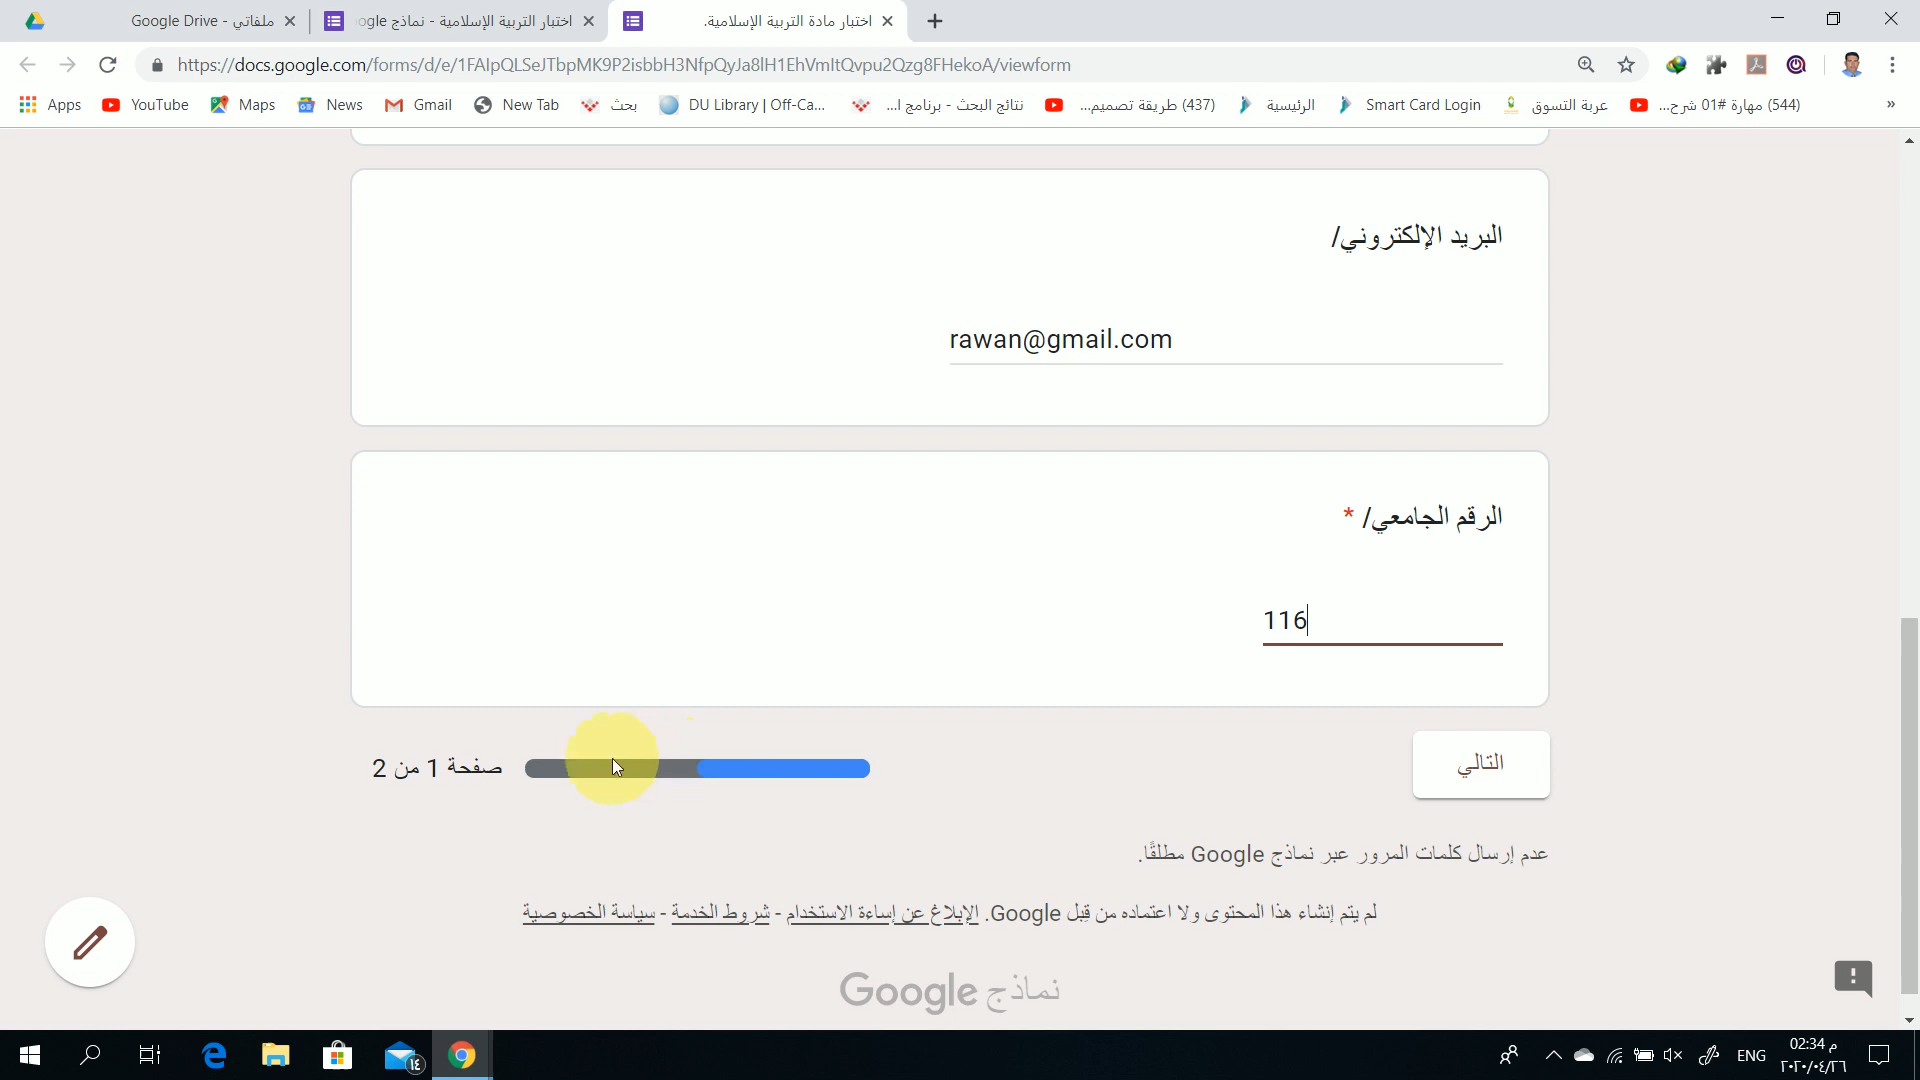 ملفاتي - Google Drive
اختبار التربية الإسلامية - نماذج ogle
اختبار مادة التربية الإسلامية.
https://docs.google.com/forms/d/e/1FAIpQLSeJTbpMK9P2isbbH3NfpQyJa8lH1EhVmItQvpu2Qzg8FHekoA/viewform
Apps
YouTube
Maps
News
Gmail
New Tab
بحث
DU Library | Off-Ca...
نتائج البحث - برنامج ا...
(437) طريقة تصميم...
الرئيسية
Smart Card Login
عربة التسوق
(544) مهارة #01 شرح...
»
البريد الإلكتروني/
rawan@gmail.com
الرقم الجامعي/ *
116
التالي
صفحة 1 من 2
عدم إرسال كلمات المرور عبر نماذج Google مطلقًا.
لم يتم إنشاء هذا المحتوى ولا اعتماده من قِبل Google. الإبلاغ عن إساءة الاستخدام - شروط الخدمة - سياسة الخصوصية
نماذج Google
١٤
ENG
02:34 م
٢٠٢٠/٠٤/٢٦